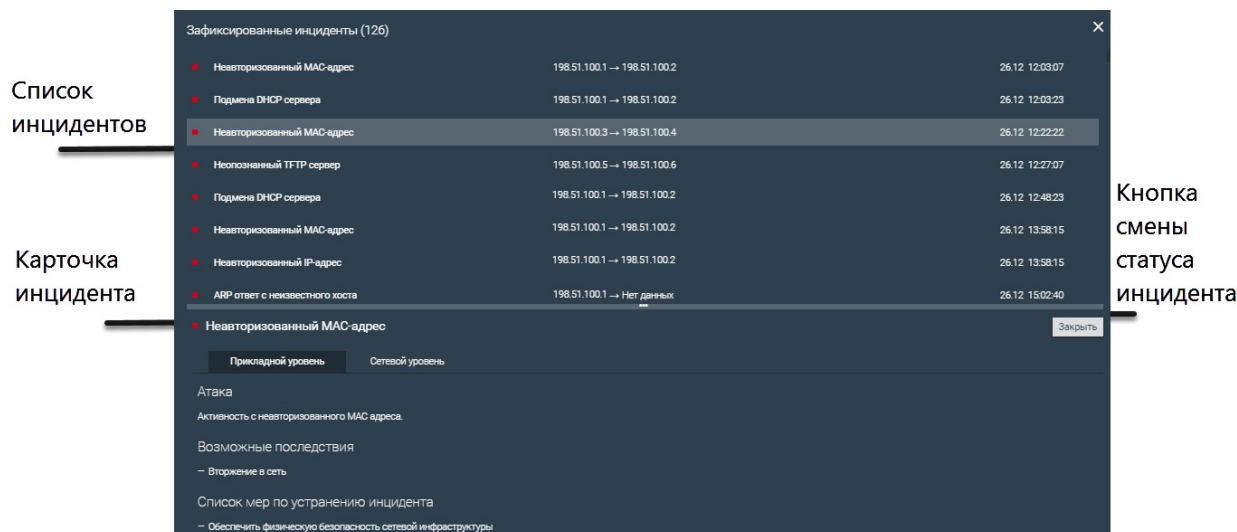 Зафиксированные инциденты (126)
Неавторизованный MAC-адрес 198.51.100.1 → 198.51.100.2 26.12 12:03:07
Подмена DHCP сервера 198.51.100.1 → 198.51.100.2 26.12 12:03:23
Неавторизованный MAC-адрес 198.51.100.3 → 198.51.100.4 26.12 12:22:22
Неопознанный TFTP сервер 198.51.100.5 → 198.51.100.6 26.12 12:27:07
Подмена DHCP сервера 198.51.100.1 → 198.51.100.2 26.12 12:48:23
Неавторизованный MAC-адрес 198.51.100.1 → 198.51.100.2 26.12 13:58:15
Неавторизованный IP-адрес 198.51.100.1 → 198.51.100.2 26.12 13:58:15
ARP ответ с неизвестного хоста 198.51.100.1 → Нет данных 26.12 15:02:40
Список
инцидентов
Карточка
инцидента
Кнопка
смены
статуса
инцидента
Неавторизованный MAC-адрес Закрыть
Прикладной уровень Сетевой уровень
Атака
Активность с неавторизованного MAC адреса.
Возможные последствия
– Вторжение в сеть
Список мер по устранению инцидента
– Обеспечить физическую безопасность сетевой инфраструктуры